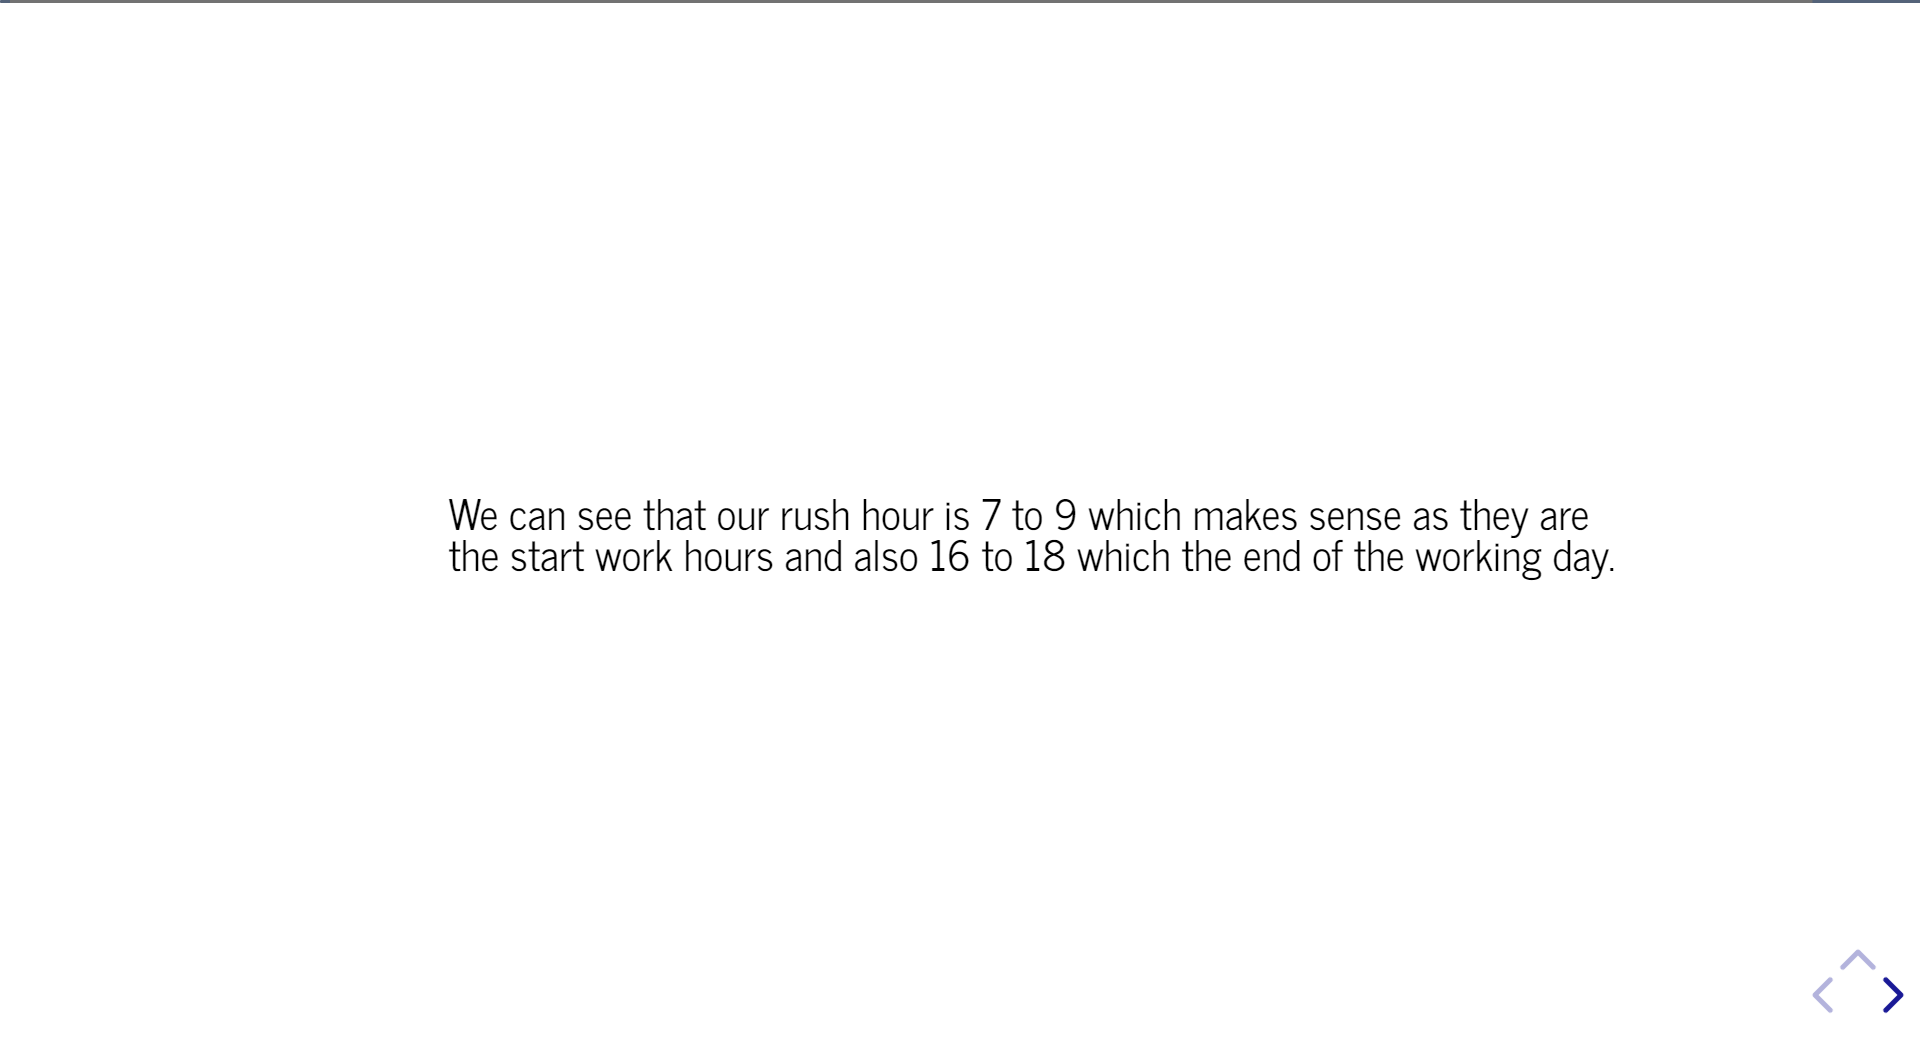 We can see that our rush hour is 7 to 9 which makes sense as they are
the start work hours and also 16 to 18 which the end of the working day.